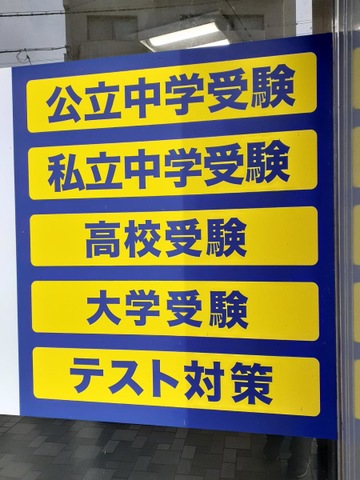 公立中学受験
私立中学受験
高校受験
大学受験
テスト対策